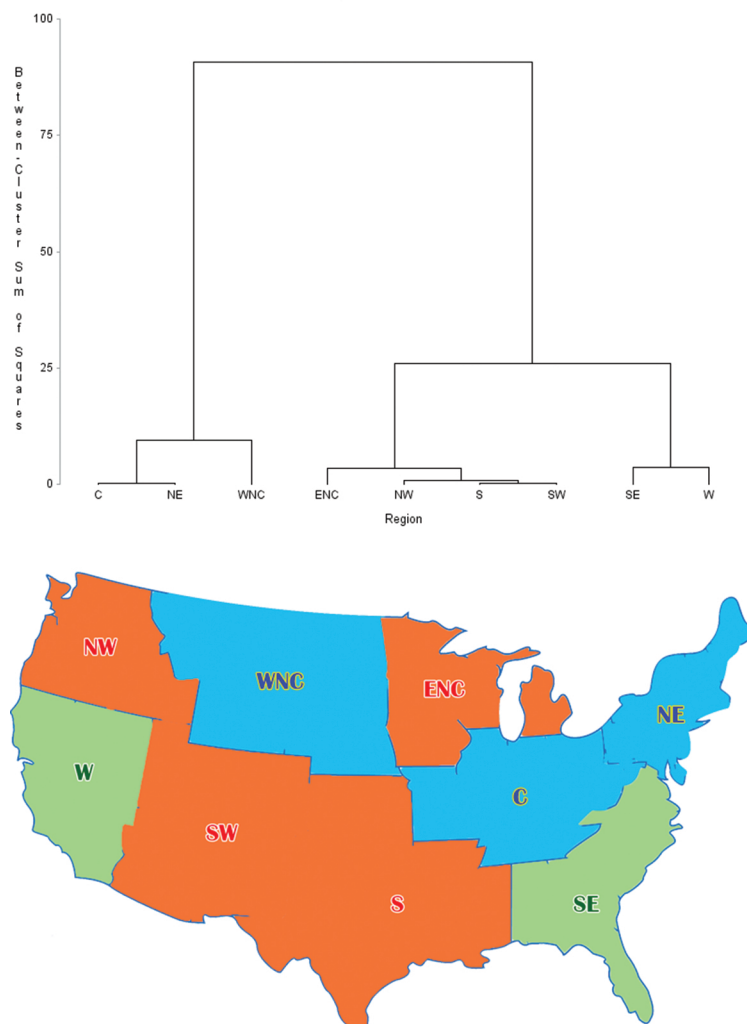 100
75
50
25
0
Between-Cluster Sum of Squares
C NE WNC ENC NW S SW SE W
Region
NW
WNC
ENC
NE
W
C
SW
S
SE